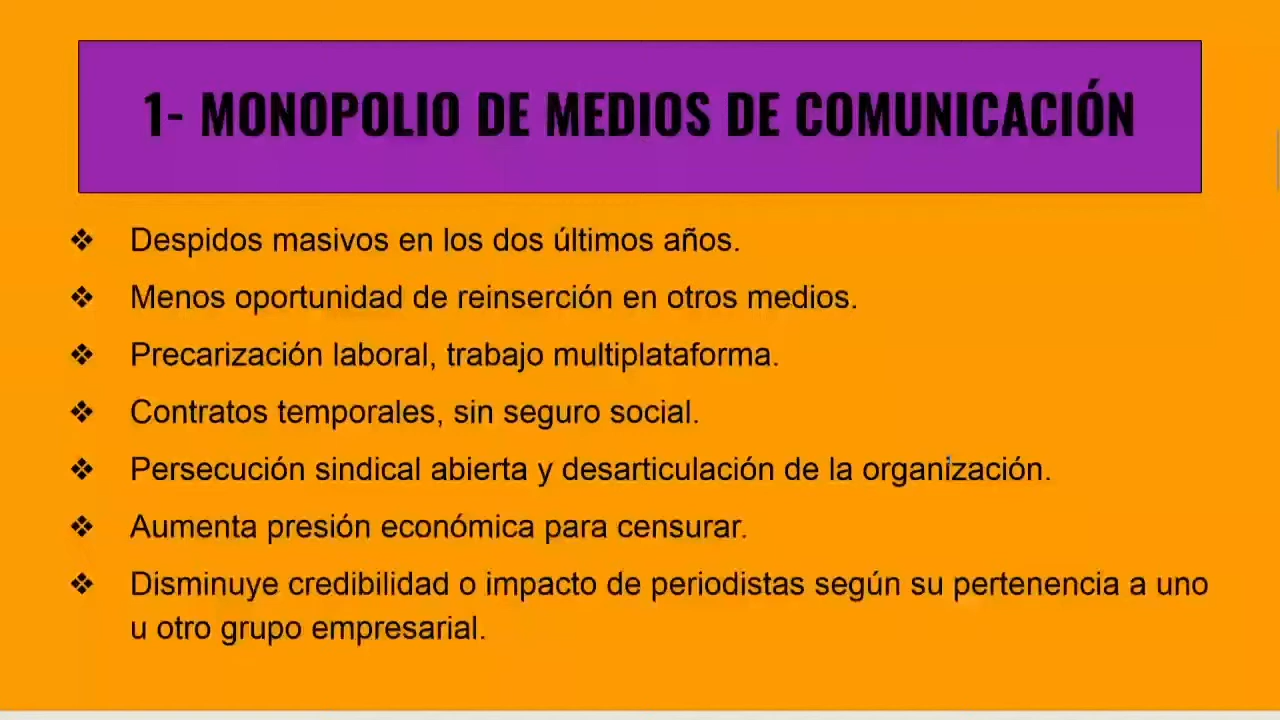 1- MONOPOLIO DE MEDIOS DE COMUNICACIÓN
❖ Despidos masivos en los dos últimos años.
❖ Menos oportunidad de reinserción en otros medios.
❖ Precarización laboral, trabajo multiplataforma.
❖ Contratos temporales, sin seguro social.
❖ Persecución sindical abierta y desarticulación de la organización.
❖ Aumenta presión económica para censurar.
❖ Disminuye credibilidad o impacto de periodistas según su pertenencia a uno
u otro grupo empresarial.